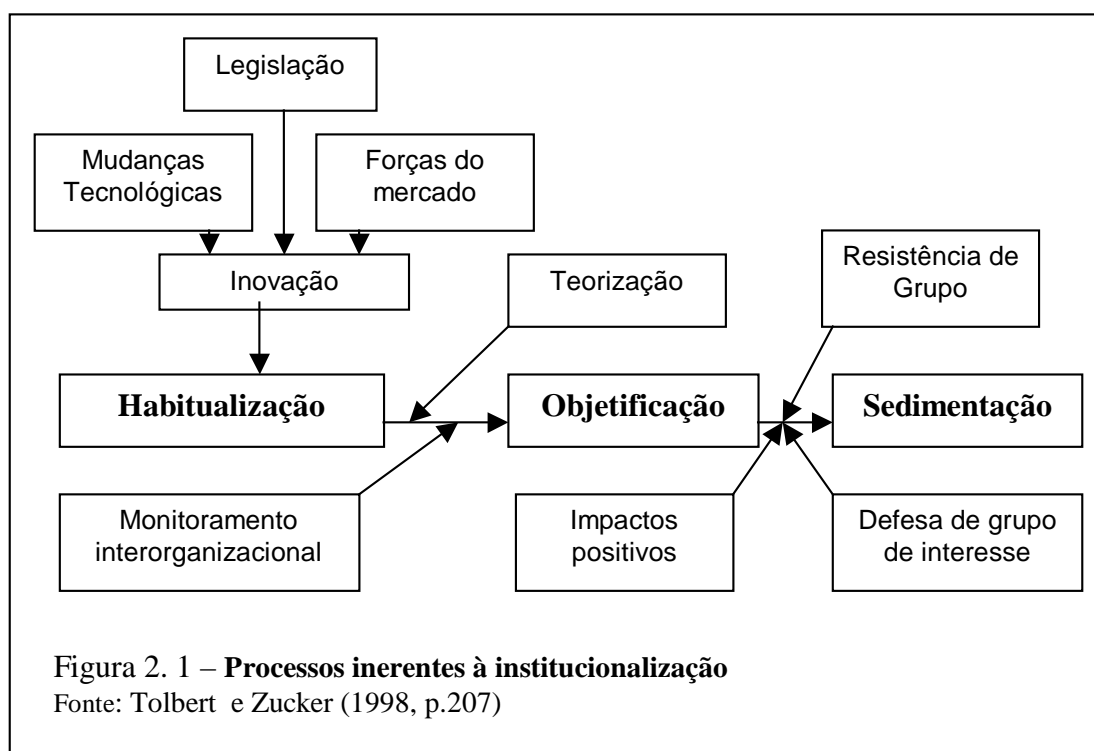 Legislação
Mudanças
Tecnológicas
Forças do
mercado
Inovação
Teorização
Resistência de
Grupo
Habitualização
Objetificação
Sedimentação
Monitoramento
interorganizacional
Impactos
positivos
Defesa de grupo
de interesse
Figura 2. 1 – Processos inerentes à institucionalização
Fonte: Tolbert e Zucker (1998, p.207)